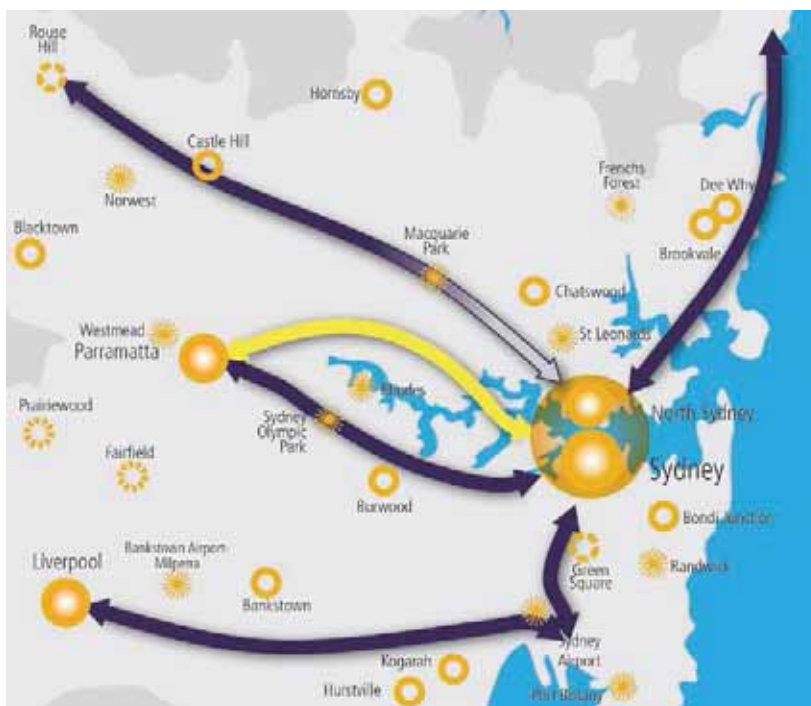 Rouse
Hill
Hornsby
Castle Hill
Norwest
Frenchs
Forest
Dee Why
Brookvale
Blacktown
Macquarie
Park
Chatswood
St Leonards
Westmead
Parramatta
Rhodes
Prairiewood
Sydney
Olympic
Park
North Sydney
Fairfield
Sydney
Burwood
Bondi Junction
Liverpool
Bankstown Airport-
Milperra
Bankstown
Green
Square
Randwick
Sydney
Airport
Kogarah
Hurstville
Port Botany